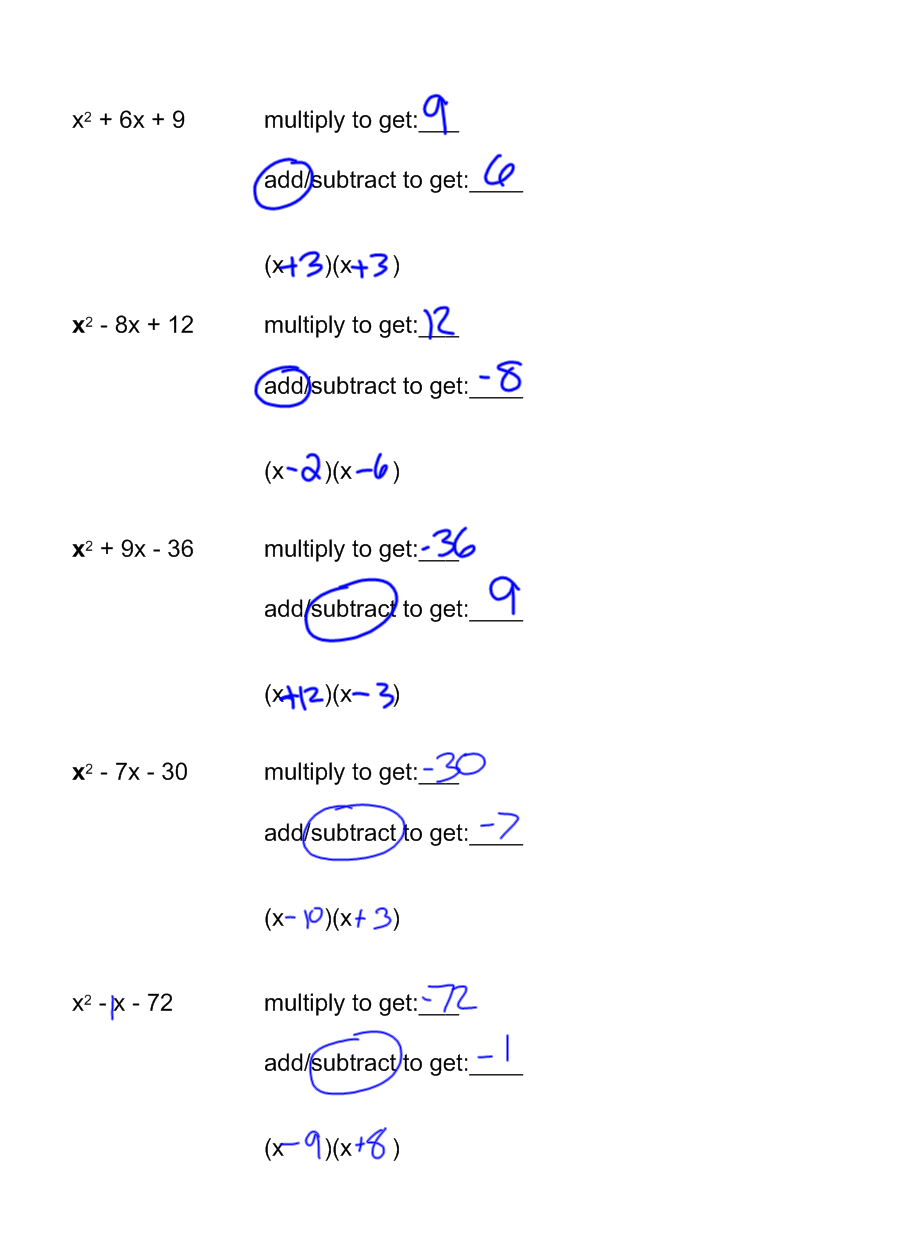 x² + 6x + 9 multiply to get: 9
add/subtract to get: 6
(x+3)(x+3)
x² - 8x + 12 multiply to get: 12
add/subtract to get: -8
(x-2)(x-6)
x² + 9x - 36 multiply to get: -36
add/subtract to get: 9
(x+12)(x-3)
x² - 7x - 30 multiply to get: -30
add/subtract to get: -7
(x-10)(x+3)
x² - 1x - 72 multiply to get: -72
add/subtract to get: -1
(x-9)(x+8)